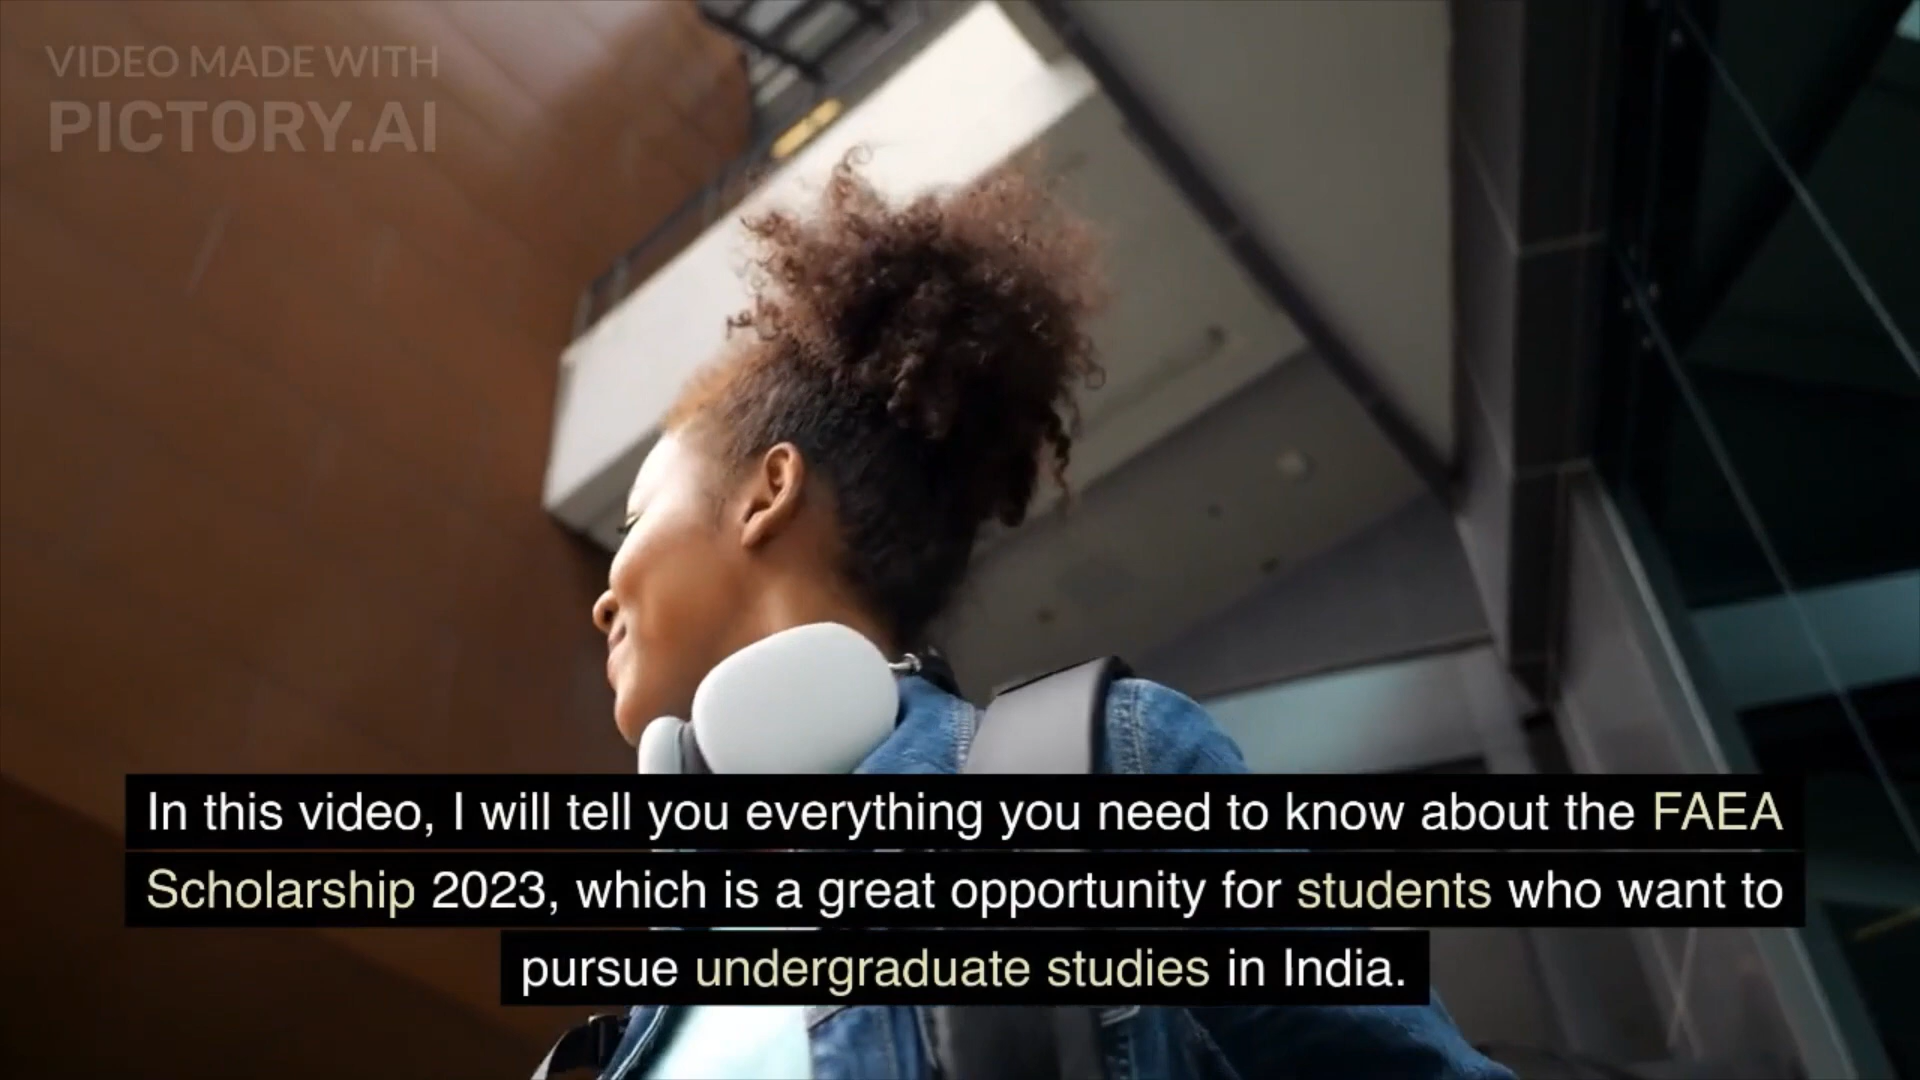 VIDEO MADE WITH
PICTORY.AI
In this video, I will tell you everything you need to know about the FAEA
Scholarship 2023, which is a great opportunity for students who want to
pursue undergraduate studies in India.